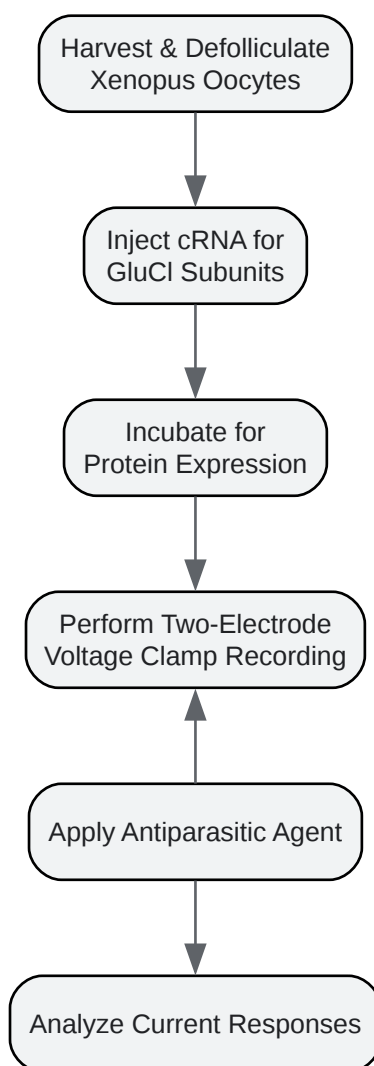 Harvest & Defolliculate
Xenopus Oocytes
Inject cRNA for
GluCl Subunits
Incubate for
Protein Expression
Perform Two-Electrode
Voltage Clamp Recording
Apply Antiparasitic Agent
Analyze Current Responses